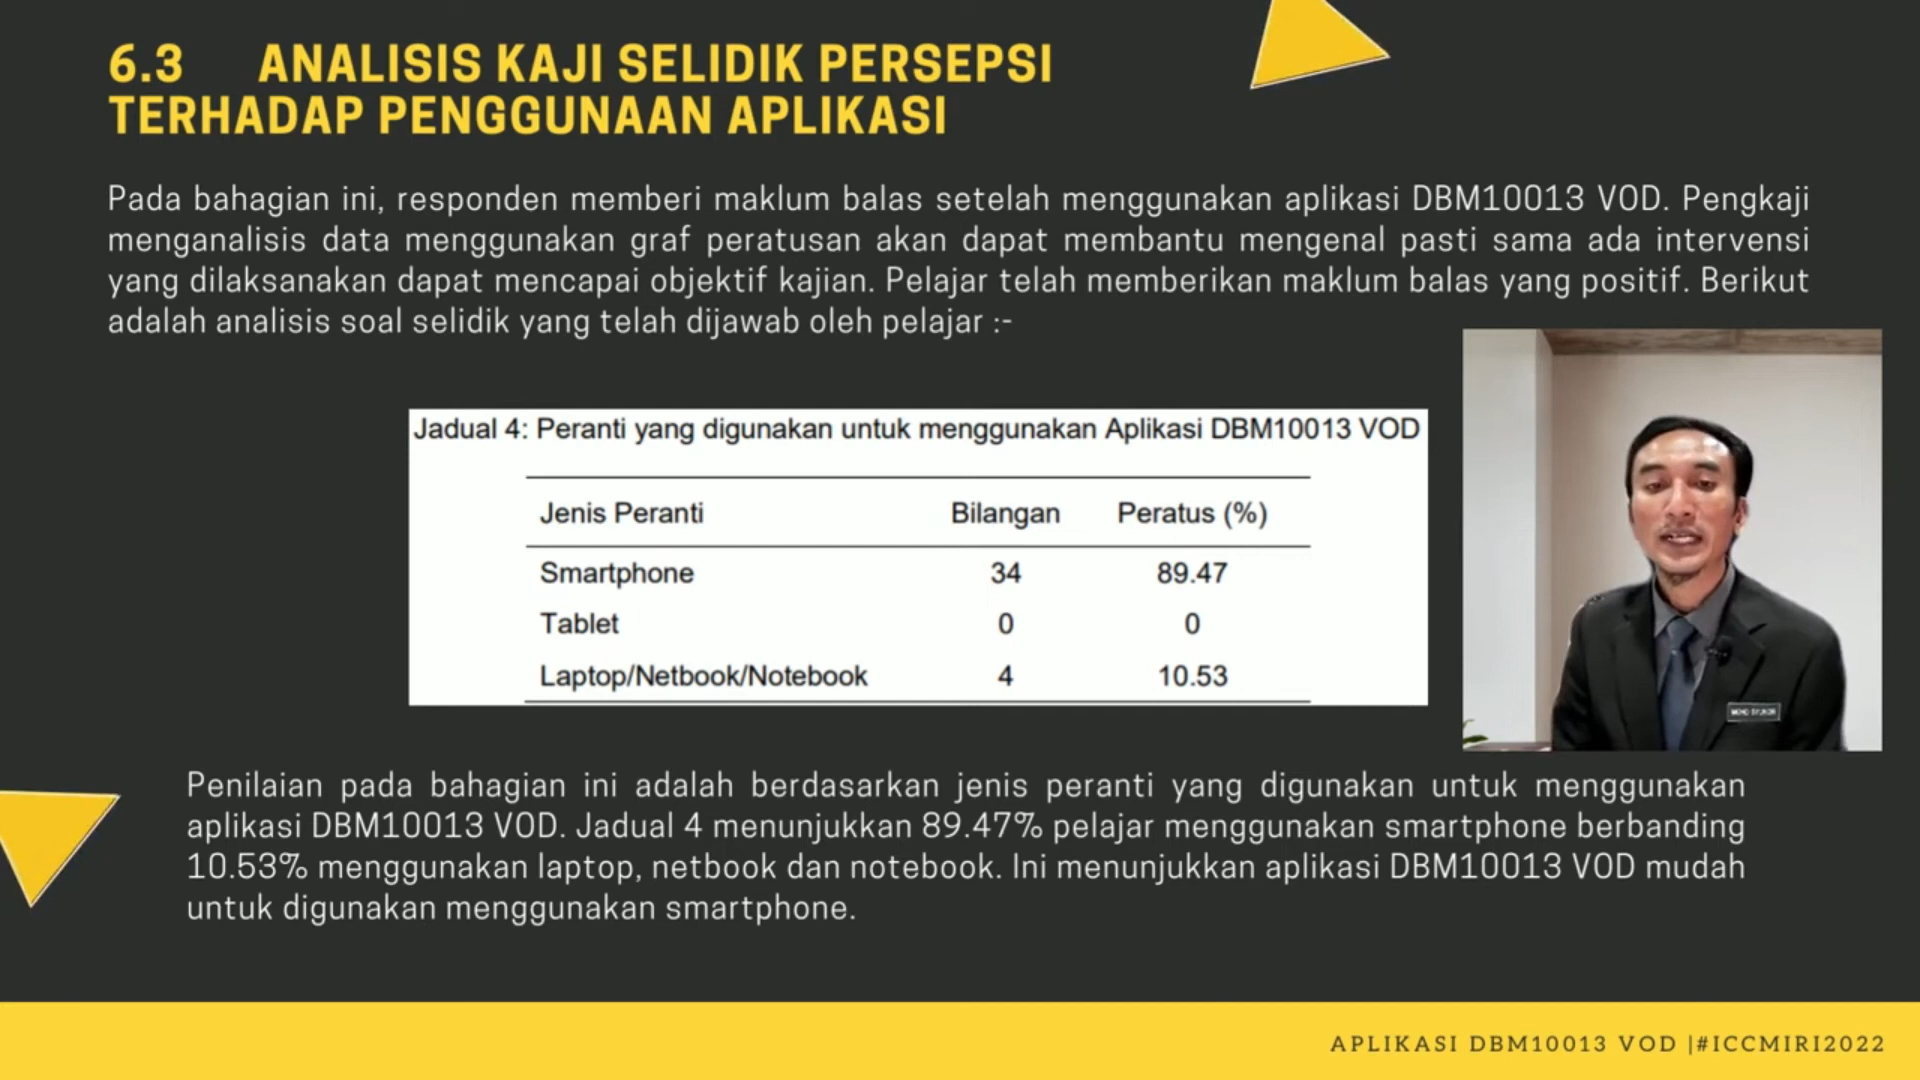 6.3 ANALISIS KAJI SELIDIK PERSEPSI
TERHADAP PENGGUNAAN APLIKASI
Pada bahagian ini, responden memberi maklum balas setelah menggunakan aplikasi DBM10013 VOD. Pengkaji
menganalisis data menggunakan graf peratusan akan dapat membantu mengenal pasti sama ada intervensi
yang dilaksanakan dapat mencapai objektif kajian. Pelajar telah memberikan maklum balas yang positif. Berikut
adalah analisis soal selidik yang telah dijawab oleh pelajar :-
Jadual 4: Peranti yang digunakan untuk menggunakan Aplikasi DBM10013 VOD
Jenis Peranti Bilangan Peratus (%)
Smartphone 34 89.47
Tablet 0 0
Laptop/Netbook/Notebook 4 10.53
MOHD SYUKORI
Penilaian pada bahagian ini adalah berdasarkan jenis peranti yang digunakan untuk menggunakan
aplikasi DBM10013 VOD. Jadual 4 menunjukkan 89.47% pelajar menggunakan smartphone berbanding
10.53% menggunakan laptop, netbook dan notebook. Ini menunjukkan aplikasi DBM10013 VOD mudah
untuk digunakan menggunakan smartphone.
APLIKASI DBM10013 VOD |#ICCMIRI2022